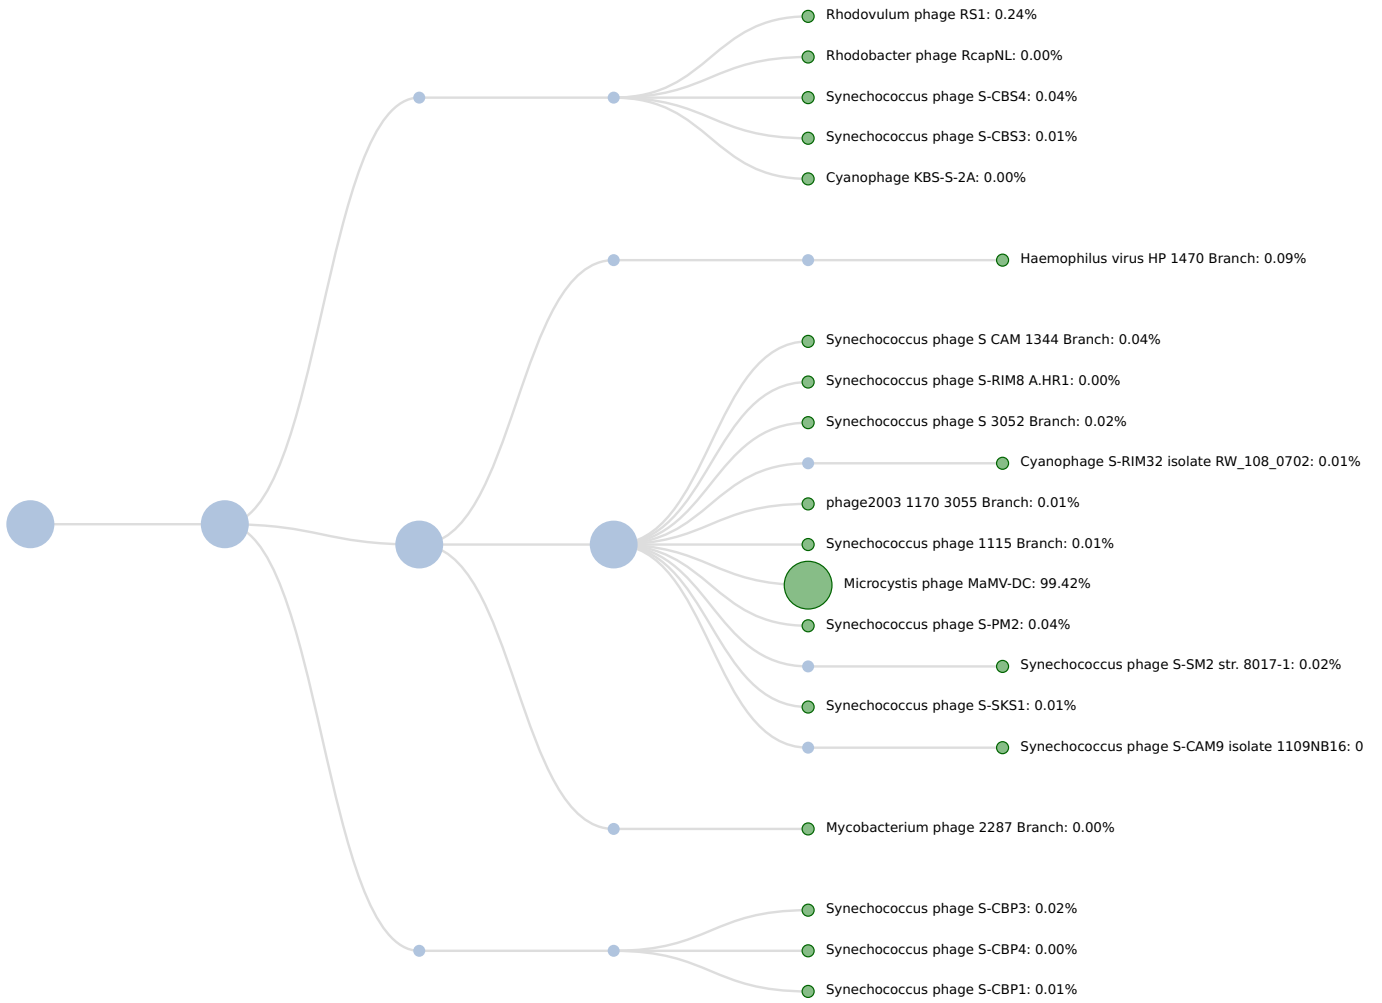 Rhodovulum phage RS1: 0.24%
Rhodobacter phage RcapNL: 0.00%
Synechococcus phage S-CBS4: 0.04%
Synechococcus phage S-CBS3: 0.01%
Cyanophage KBS-S-2A: 0.00%
Haemophilus virus HP 1470 Branch: 0.09%
Synechococcus phage S CAM 1344 Branch: 0.04%
Synechococcus phage S-RIM8 A.HR1: 0.00%
Synechococcus phage S 3052 Branch: 0.02%
Cyanophage S-RIM32 isolate RW_108_0702: 0.01%
phage2003 1170 3055 Branch: 0.01%
Synechococcus phage 1115 Branch: 0.01%
Microcystis phage MaMV-DC: 99.42%
Synechococcus phage S-PM2: 0.04%
Synechococcus phage S-SM2 str. 8017-1: 0.02%
Synechococcus phage S-SKS1: 0.01%
Synechococcus phage S-CAM9 isolate 1109NB16: 0
Mycobacterium phage 2287 Branch: 0.00%
Synechococcus phage S-CBP3: 0.02%
Synechococcus phage S-CBP4: 0.00%
Synechococcus phage S-CBP1: 0.01%